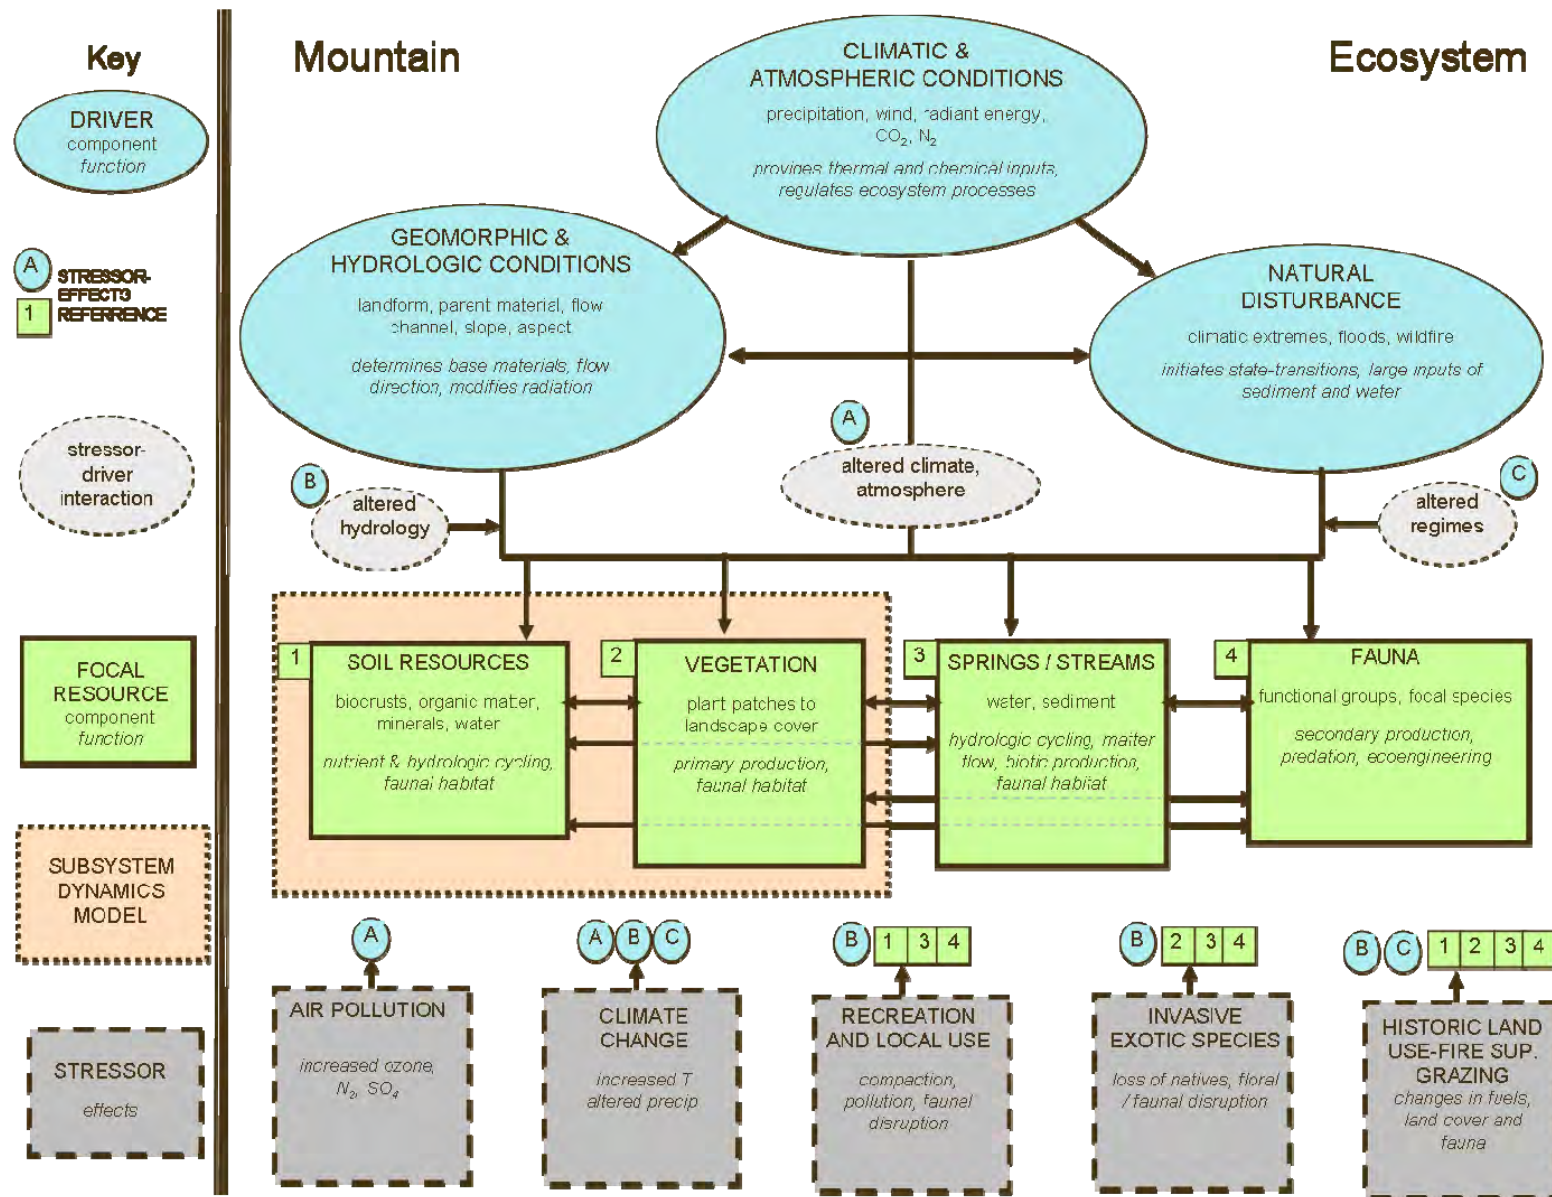 Key
DRIVER
component
function
A
1
STRESSOR-
EFFECTS
REFERRENCE
stressor-
driver
interaction
FOCAL
RESOURCE
component
function
SUBSYSTEM
DYNAMICS
MODEL
STRESSOR
effects
Mountain
Ecosystem
CLIMATIC &
ATMOSPHERIC CONDITIONS
precipitation, wind, radiant energy,
CO2, N2
provides thermal and chemical inputs,
regulates ecosystem processes
GEOMORPHIC &
HYDROLOGIC CONDITIONS
landform, parent material, flow
channel, slope, aspect
determines base materials, flow
direction, modifies radiation
NATURAL
DISTURBANCE
climatic extremes, floods, wildfire
initiates state-transitions, large inputs of
sediment and water
A
altered climate,
atmosphere
B
altered
hydrology
C
altered
regimes
1
SOIL RESOURCES
biocrusts, organic matter,
minerals, water
nutrient & hydrologic cycling,
faunal habitat
2
VEGETATION
plant patches to
landscape cover
primary production,
faunal habitat
3
SPRINGS / STREAMS
water, sediment
hydrologic cycling, matter
flow, biotic production,
faunal habitat
4
FAUNA
functional groups, focal species
secondary production,
predation, ecoengineering
A
AIR POLLUTION
increased ozone,
N2, SO4
A B C
CLIMATE
CHANGE
increased T
altered precip
B 1 3 4
RECREATION
AND LOCAL USE
compaction,
pollution, faunal
disruption
B 2 3 4
INVASIVE
EXOTIC SPECIES
loss of natives, floral
/ faunal disruption
B C 1 2 3 4
HISTORIC LAND
USE-FIRE SUP.
GRAZING
changes in fuels,
land cover and
fauna